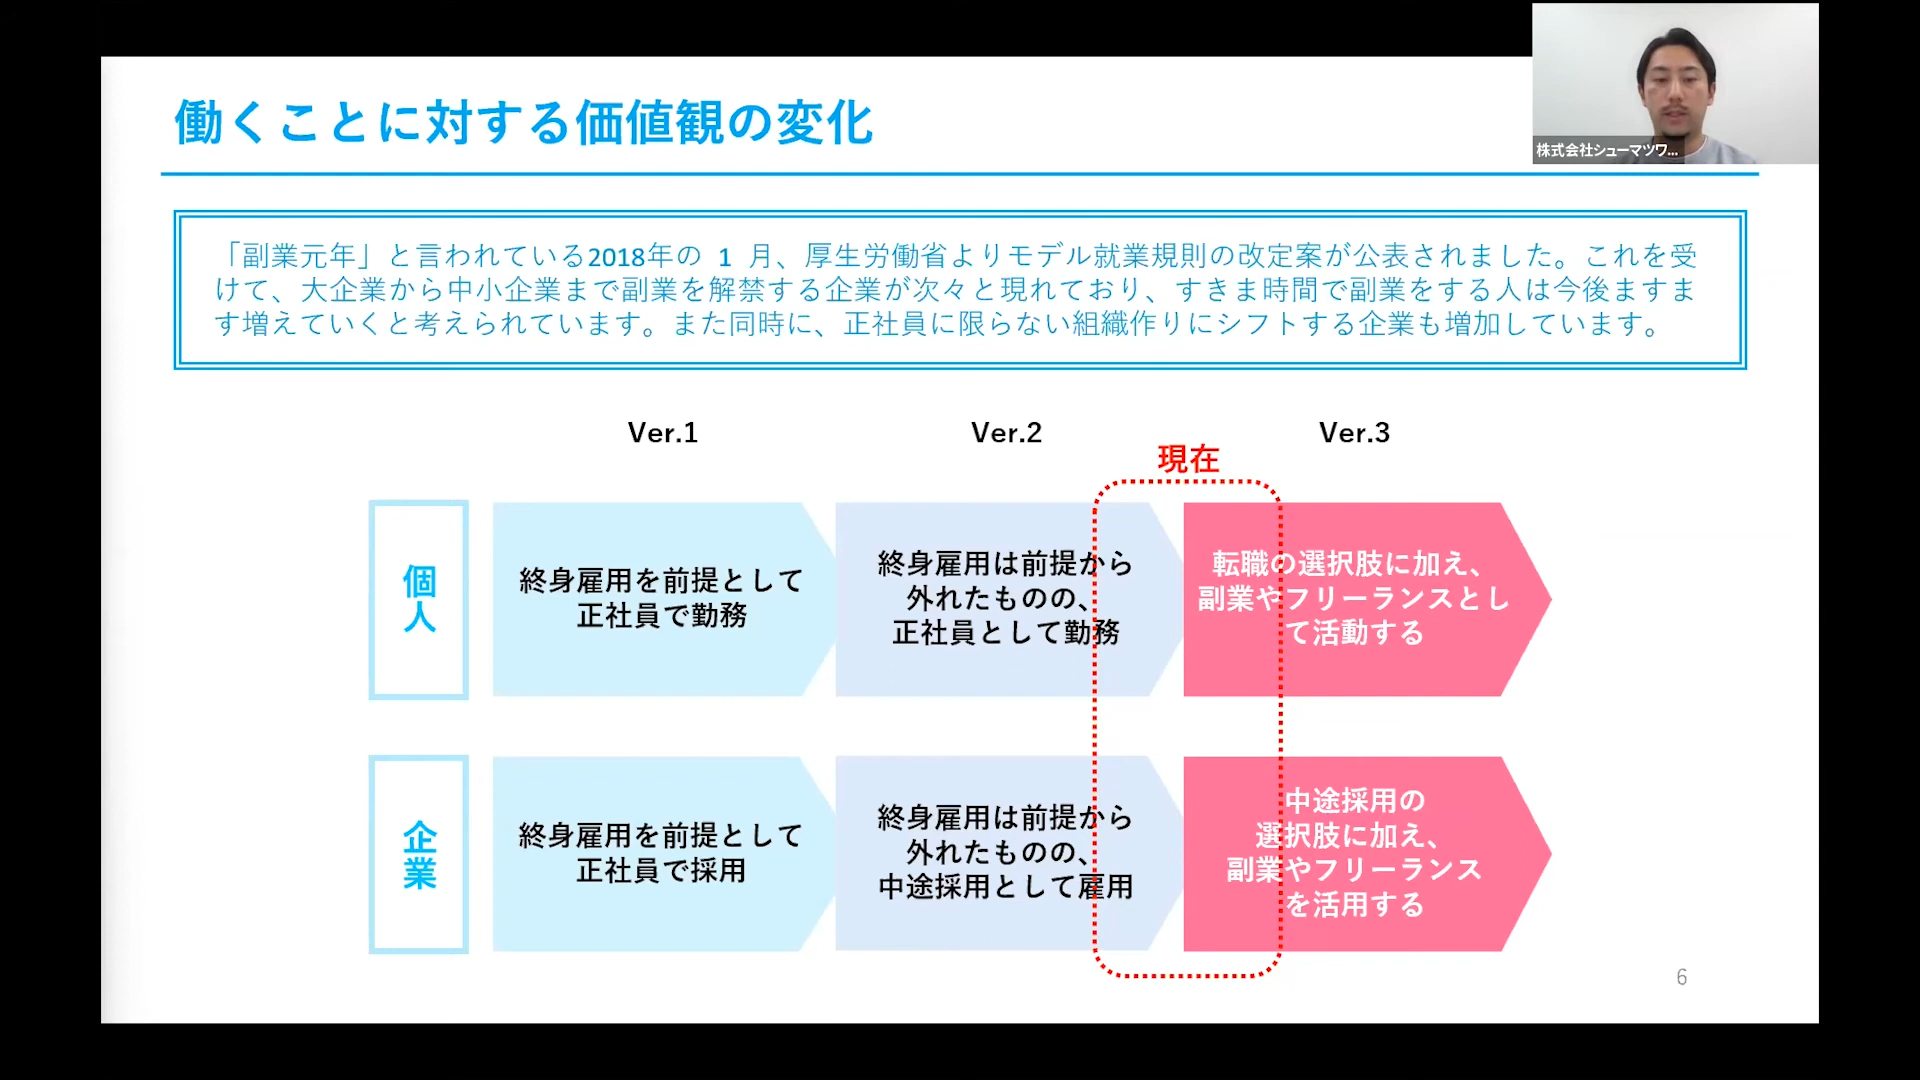 働くことに対する価値観の変化
株式会社シューマツワ...
「副業元年」と言われている2018年の 1 月、厚生労働省よりモデル就業規則の改定案が公表されました。これを受
けて、大企業から中小企業まで副業を解禁する企業が次々と現れており、すきま時間で副業をする人は今後ますま
す増えていくと考えられています。また同時に、正社員に限らない組織作りにシフトする企業も増加しています。
Ver.1
Ver.2
Ver.3
現在
個人
終身雇用を前提として
正社員で勤務
終身雇用は前提から
外れたものの、
正社員として勤務
転職の選択肢に加え、
副業やフリーランスとし
て活動する
企業
終身雇用を前提として
正社員で採用
終身雇用は前提から
外れたものの、
中途採用として雇用
中途採用の
選択肢に加え、
副業やフリーランス
を活用する
6